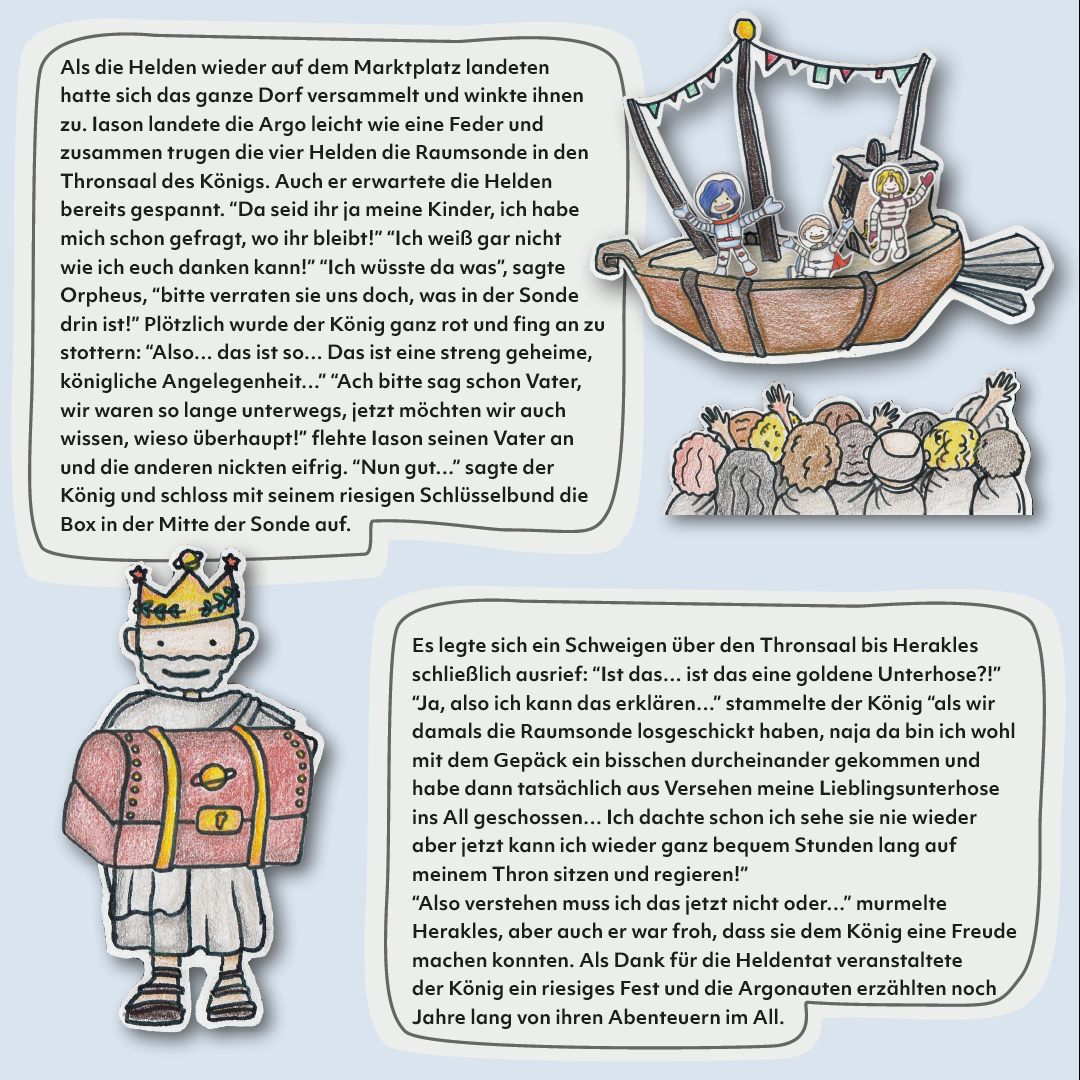 Als die Helden wieder auf dem Marktplatz landeten
hatte sich das ganze Dorf versammelt und winkte ihnen
zu. Iason landete die Argo leicht wie eine Feder und
zusammen trugen die vier Helden die Raumsonde in den
Thronsaal des Königs. Auch er erwartete die Helden
bereits gespannt. “Da seid ihr ja meine Kinder, ich habe
mich schon gefragt, wo ihr bleibt!” “Ich weiß gar nicht
wie ich euch danken kann!” “Ich wüsste da was”, sagte
Orpheus, “bitte verraten sie uns doch, was in der Sonde
drin ist!” Plötzlich wurde der König ganz rot und fing an zu
stottern: “Also... das ist so... Das ist eine streng geheime,
königliche Angelegenheit...” “Ach bitte sag schon Vater,
wir waren so lange unterwegs, jetzt möchten wir auch
wissen, wieso überhaupt!” flehte Iason seinen Vater an
und die anderen nickten eifrig. “Nun gut...” sagte der
König und schloss mit seinem riesigen Schlüsselbund die
Box in der Mitte der Sonde auf.
Es legte sich ein Schweigen über den Thronsaal bis Herakles
schließlich ausrief: “Ist das... ist das eine goldene Unterhose?!”
“Ja, also ich kann das erklären...” stammelte der König “als wir
damals die Raumsonde losgeschickt haben, naja da bin ich wohl
mit dem Gepäck ein bisschen durcheinander gekommen und
habe dann tatsächlich aus Versehen meine Lieblingsunterhose
ins All geschossen... Ich dachte schon ich sehe sie nie wieder
aber jetzt kann ich wieder ganz bequem Stunden lang auf
meinem Thron sitzen und regieren!”
“Also verstehen muss ich das jetzt nicht oder...” murmelte
Herakles, aber auch er war froh, dass sie dem König eine Freude
machen konnten. Als Dank für die Heldentat veranstaltete
der König ein riesiges Fest und die Argonauten erzählten noch
Jahre lang von ihren Abenteuern im All.